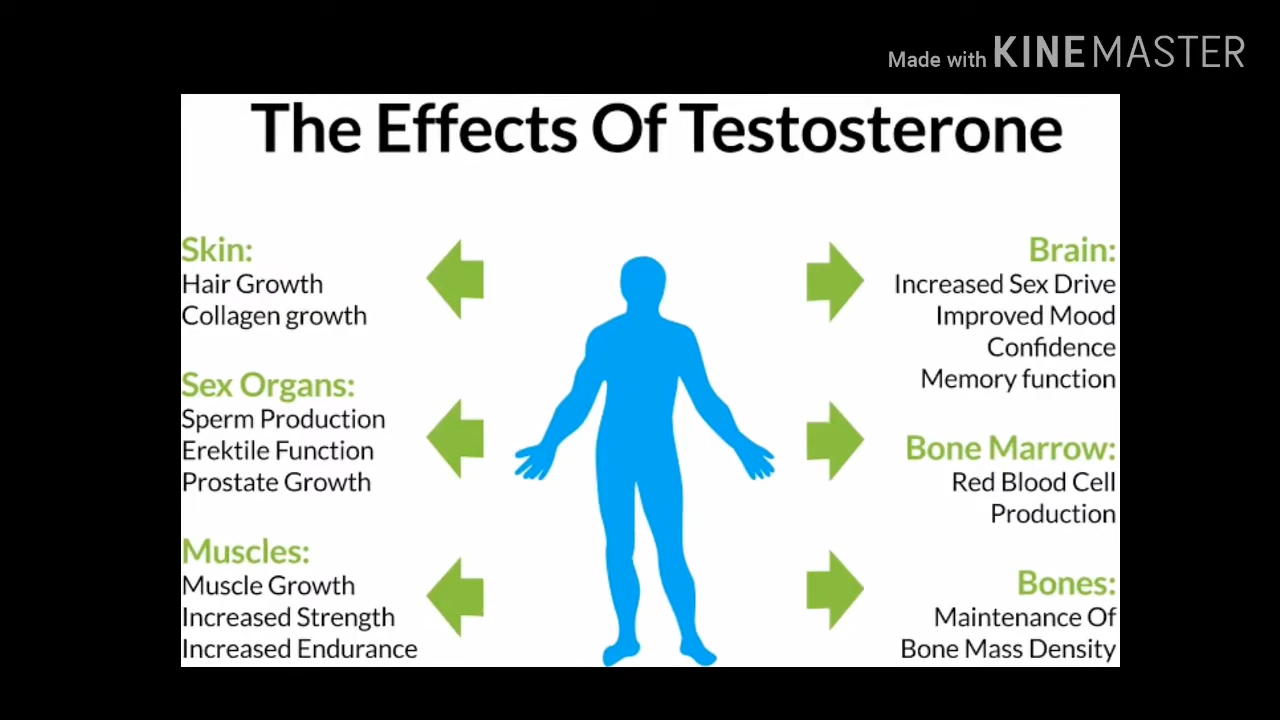 Made with KINEMASTER
The Effects Of Testosterone
Skin:
Hair Growth
Collagen growth
Sex Organs:
Sperm Production
Erektile Function
Prostate Growth
Muscles:
Muscle Growth
Increased Strength
Increased Endurance
Brain:
Increased Sex Drive
Improved Mood
Confidence
Memory function
Bone Marrow:
Red Blood Cell
Production
Bones:
Maintenance Of
Bone Mass Density